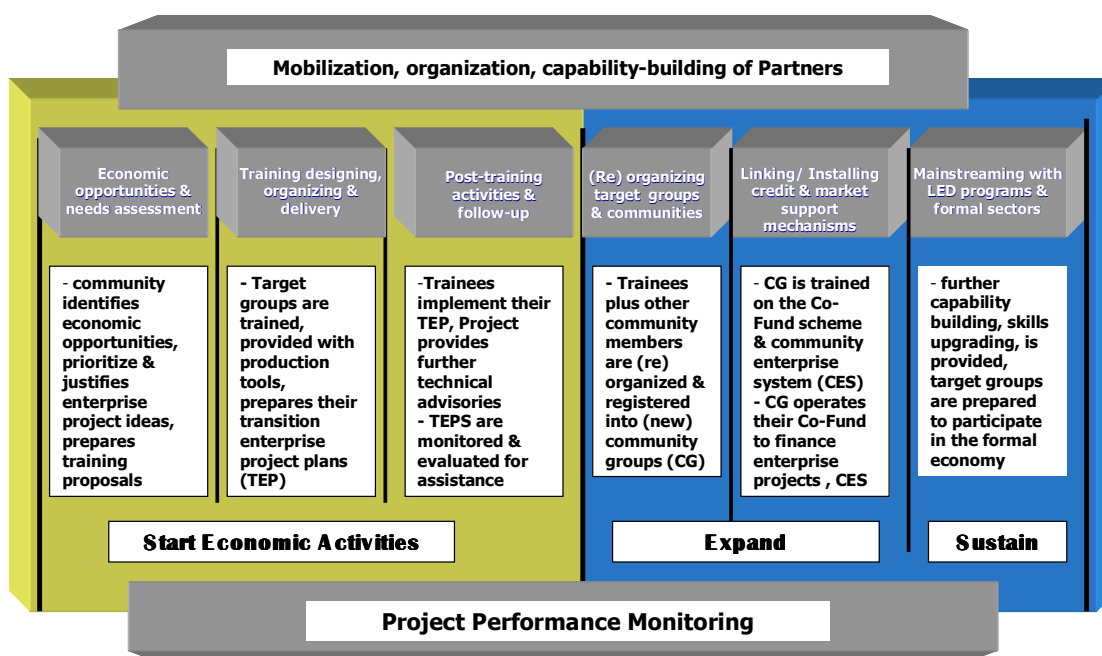 Mobilization, organization, capability-building of Partners
Economic
opportunities &
needs assessment
Training designing,
organizing &
delivery
Post-training
activities &
follow-up
(Re) organizing
target groups
& communities
Linking/ Installing
credit & market
support
mechanisms
Mainstreaming with
LED programs &
formal sectors
- community
identifies
economic
opportunities,
prioritize &
justifies
enterprise
project ideas,
prepares
training
proposals
- Target
groups are
trained,
provided with
production
tools,
prepares their
transition
enterprise
project plans
(TEP)
-Trainees
implement their
TEP, Project
provides
further
technical
advisories
- TEPS are
monitored &
evaluated for
assistance
- Trainees
plus other
community
members
are (re)
organized &
registered
into (new)
community
groups (CG)
- CG is trained
on the Co-
Fund scheme
& community
enterprise
system (CES)
- CG operates
their Co-Fund
to finance
enterprise
projects , CES
- further
capability
building, skills
upgrading, is
provided,
target groups
are prepared
to participate
in the formal
economy
Start Economic Activities
Expand
Sustain
Project Performance Monitoring